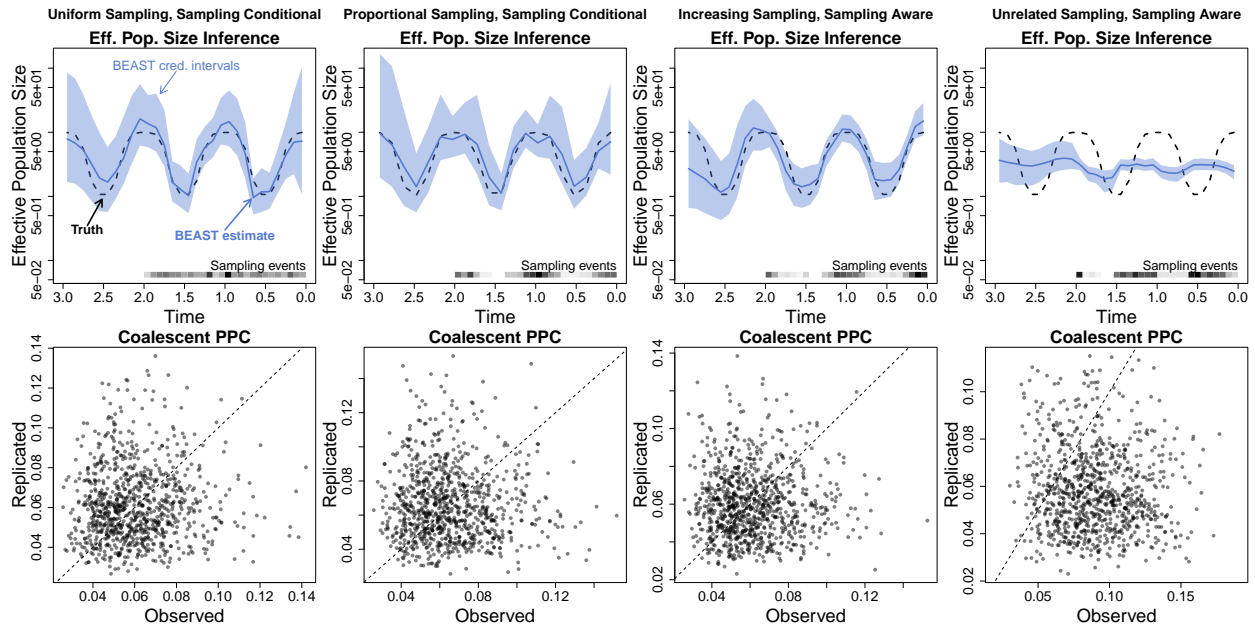 Uniform Sampling, Sampling Conditional
Proportional Sampling, Sampling Conditional
Increasing Sampling, Sampling Aware
Unrelated Sampling, Sampling Aware
Eff. Pop. Size Inference
Effective Population Size
5e−02 5e−01 5e+00 5e+01
BEAST cred. intervals
Truth
BEAST estimate
Sampling events
3.0 2.5 2.0 1.5 1.0 0.5 0.0
Time
Eff. Pop. Size Inference
Effective Population Size
5e−02 5e−01 5e+00 5e+01
Sampling events
3.0 2.5 2.0 1.5 1.0 0.5 0.0
Time
Eff. Pop. Size Inference
Effective Population Size
5e−02 5e−01 5e+00 5e+01
Sampling events
3.0 2.5 2.0 1.5 1.0 0.5 0.0
Time
Eff. Pop. Size Inference
Effective Population Size
5e−02 5e−01 5e+00 5e+01
Sampling events
3.0 2.5 2.0 1.5 1.0 0.5 0.0
Time
Coalescent PPC
Replicated
0.04 0.06 0.08 0.10 0.12 0.14
0.04 0.06 0.08 0.10 0.12 0.14
Observed
Coalescent PPC
Replicated
0.04 0.08 0.12
0.04 0.06 0.08 0.10 0.12 0.14
Observed
Coalescent PPC
Replicated
0.02 0.06 0.10 0.14
0.04 0.06 0.08 0.10 0.12
Observed
Coalescent PPC
Replicated
0.02 0.04 0.06 0.08 0.10
0.05 0.10 0.15
Observed